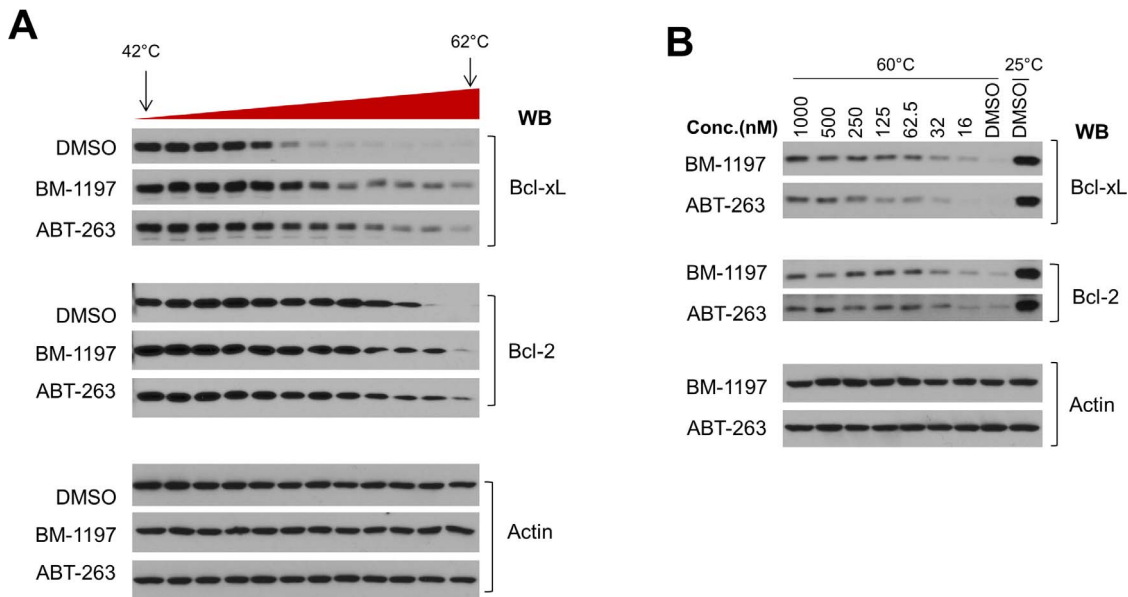 A
42°C
62°C
WB
DMSO
BM-1197
ABT-263
Bcl-xL
DMSO
BM-1197
ABT-263
Bcl-2
DMSO
BM-1197
ABT-263
Actin
B
60°C
25°C
Conc.(nM)
1000
500
250
125
62.5
32
16
DMSO
DMSO
WB
BM-1197
ABT-263
Bcl-xL
BM-1197
ABT-263
Bcl-2
BM-1197
ABT-263
Actin